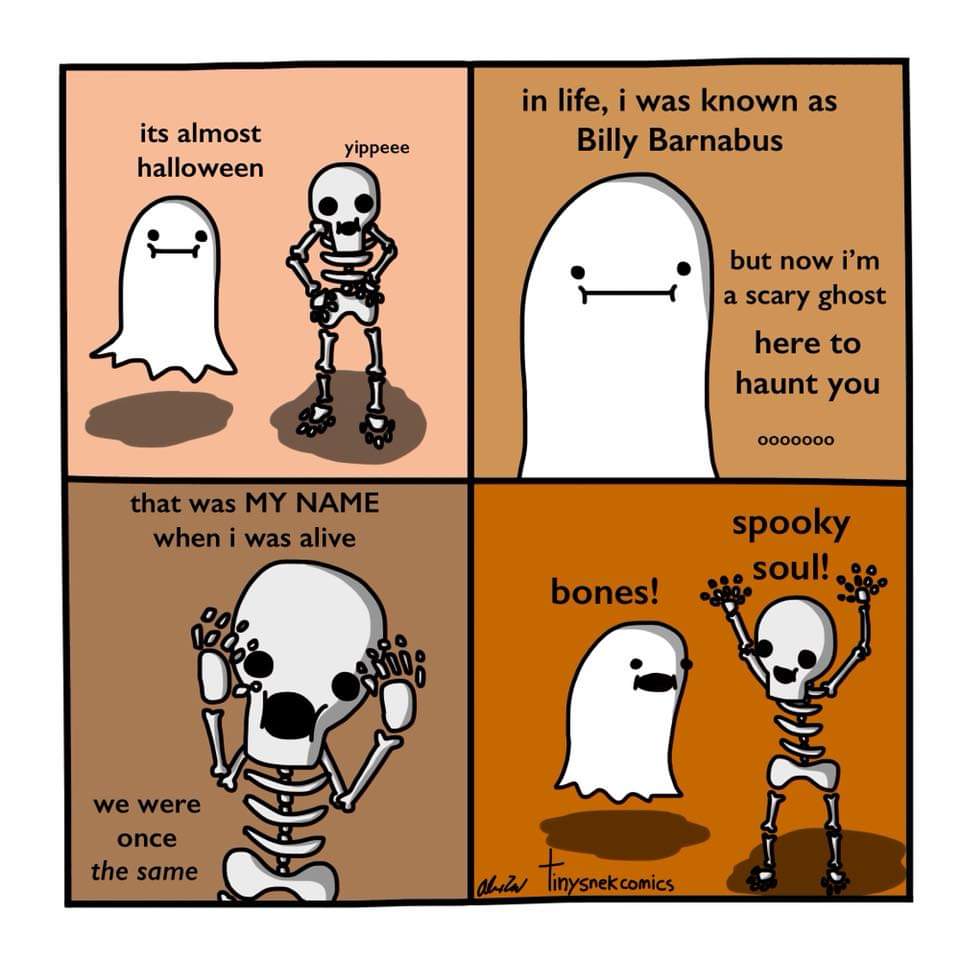 its almost
halloween
yippeee
in life, i was known as
Billy Barnabus
but now i'm
a scary ghost
here to
haunt you
ooooooo
that was MY NAME
when i was alive
we were
once
the same
bones!
spooky
soul!
tinysnekcomics